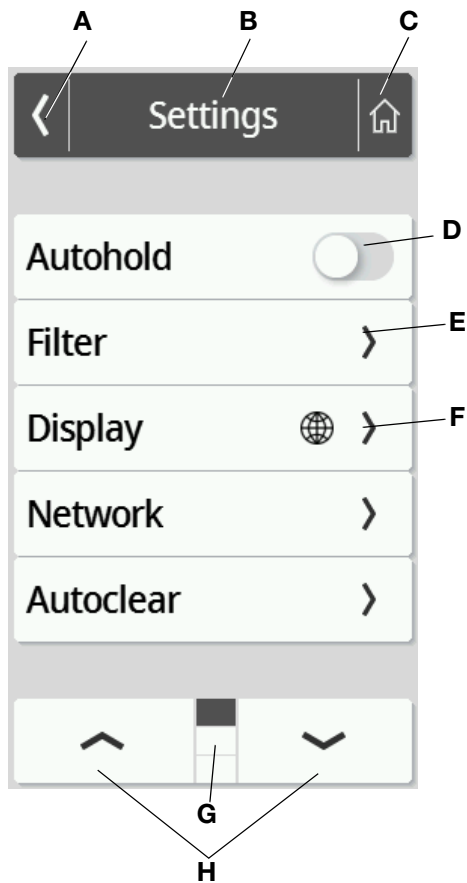 A B C
Settings
Autohold
D
Filter
E
Display
F
Network
Autoclear
G
H